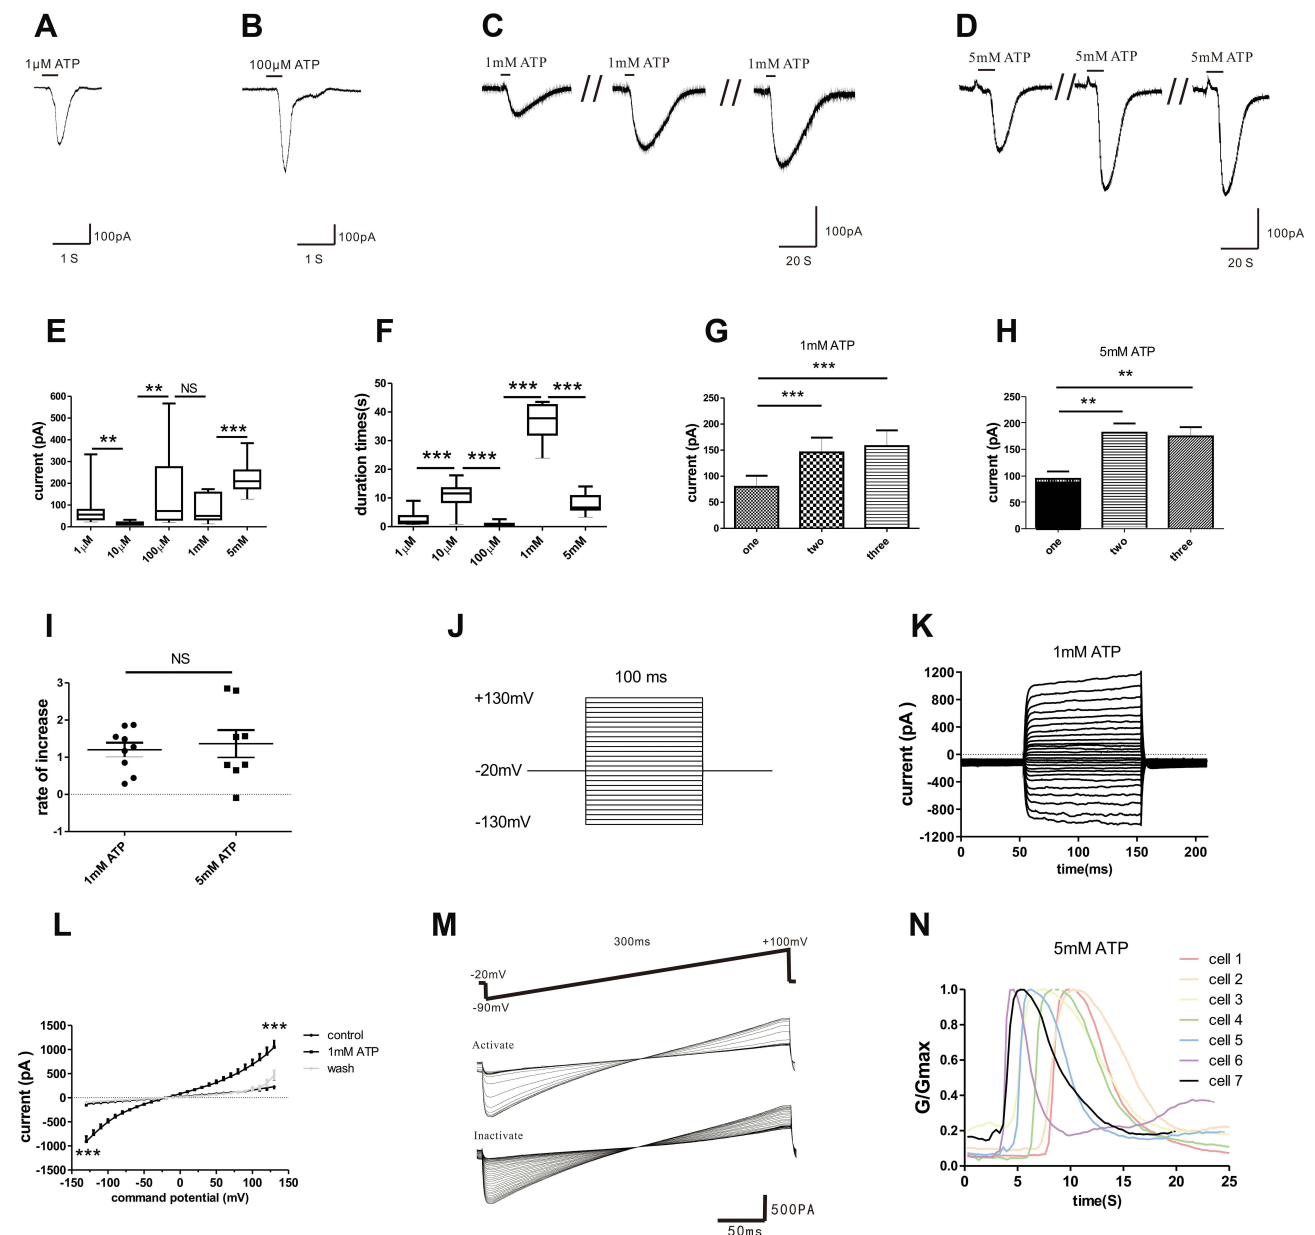 A
B
C
D
1μM ATP
100μM ATP
1mM ATP
1mM ATP
1mM ATP
5mM ATP
5mM ATP
5mM ATP
100pA
1 S
100pA
1 S
100pA
20 S
100pA
20 S
E
F
G
H
current (pA)
600
500
400
300
200
100
0
**
**
NS
***
1μM
10μM
100μM
1mM
5mM
duration times(s)
50
40
30
20
10
0
***
***
***
***
1μM
10μM
100μM
1mM
5mM
1mM ATP
***
***
current (pA)
250
200
150
100
50
0
one
two
three
5mM ATP
**
**
current (pA)
250
200
150
100
50
0
one
two
three
I
J
K
NS
rate of increase
3
2
1
0
-1
1mM ATP
5mM ATP
100 ms
+130mV
-20mV
-130mV
1mM ATP
current (pA )
1200
800
400
0
-400
-800
-1200
0
50
100
150
200
time(ms)
L
M
N
current (pA )
1500
1000
500
0
-500
-1000
-1500
***
***
-150
-100
-50
0
50
100
150
command potential (mV)
control
1mM ATP
wash
300ms
+100mV
-20mV
-90mV
Activate
Inactivate
500PA
50ms
5mM ATP
G/Gmax
1.0
0.8
0.6
0.4
0.2
0.0
0
5
10
15
20
25
time(S)
cell 1
cell 2
cell 3
cell 4
cell 5
cell 6
cell 7